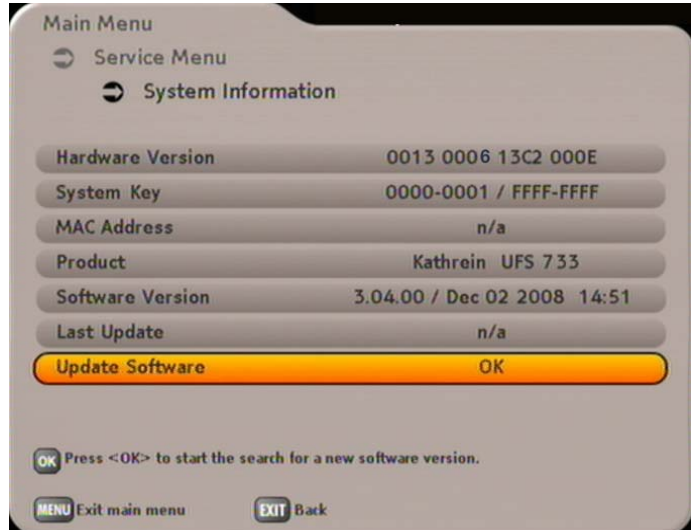 Main Menu
Service Menu
System Information
Hardware Version 0013 0006 13C2 000E
System Key 0000-0001 / FFFF-FFFF
MAC Address n/a
Product Kathrein UFS 733
Software Version 3.04.00 / Dec 02 2008 14:51
Last Update n/a
Update Software OK
OK Press <OK> to start the search for a new software version.
MENU Exit main menu EXIT Back